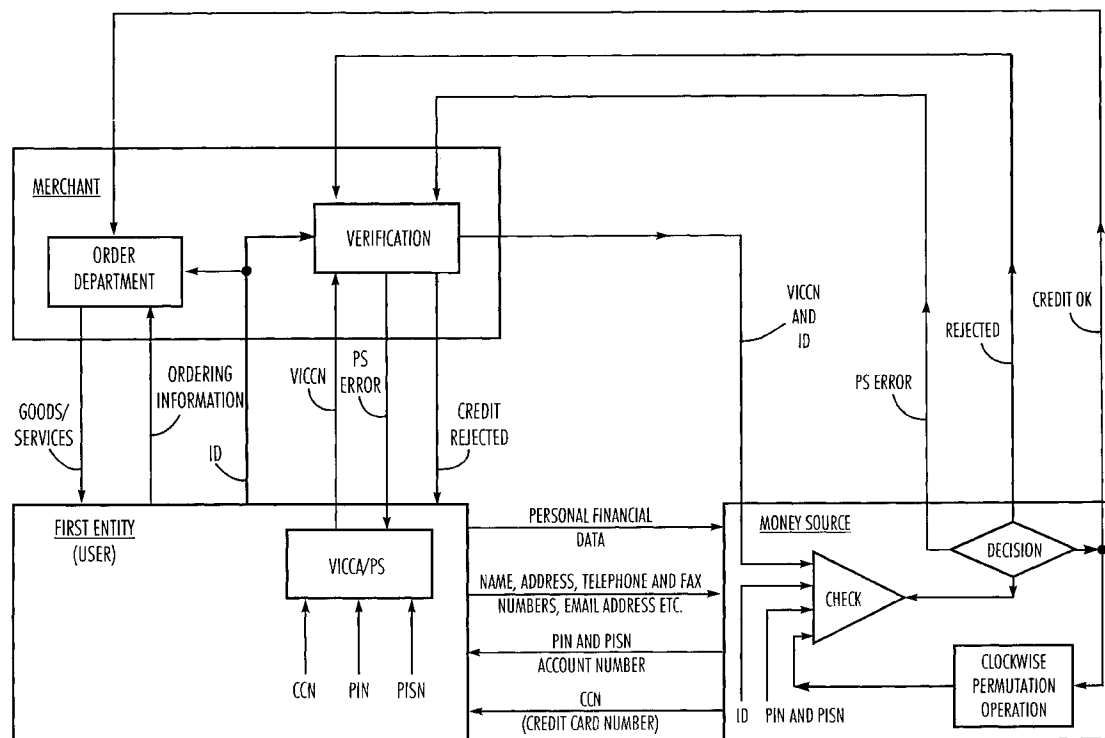 MERCHANT
VERIFICATION
ORDER
DEPARTMENT
VICCN
AND
ID
CREDIT OK
REJECTED
PS ERROR
GOODS/
SERVICES
ORDERING
INFORMATION
ID
VICCN
PS
ERROR
CREDIT
REJECTED
FIRST ENTITY
(USER)
VICCA/PS
CCN
PIN
PISN
PERSONAL FINANCIAL
DATA
NAME, ADDRESS, TELEPHONE AND FAX
NUMBERS, EMAIL ADDRESS ETC.
PIN AND PISN
ACCOUNT NUMBER
CCN
(CREDIT CARD NUMBER)
MONEY SOURCE
DECISION
CHECK
CLOCKWISE
PERMUTATION
OPERATION
ID
PIN AND PISN